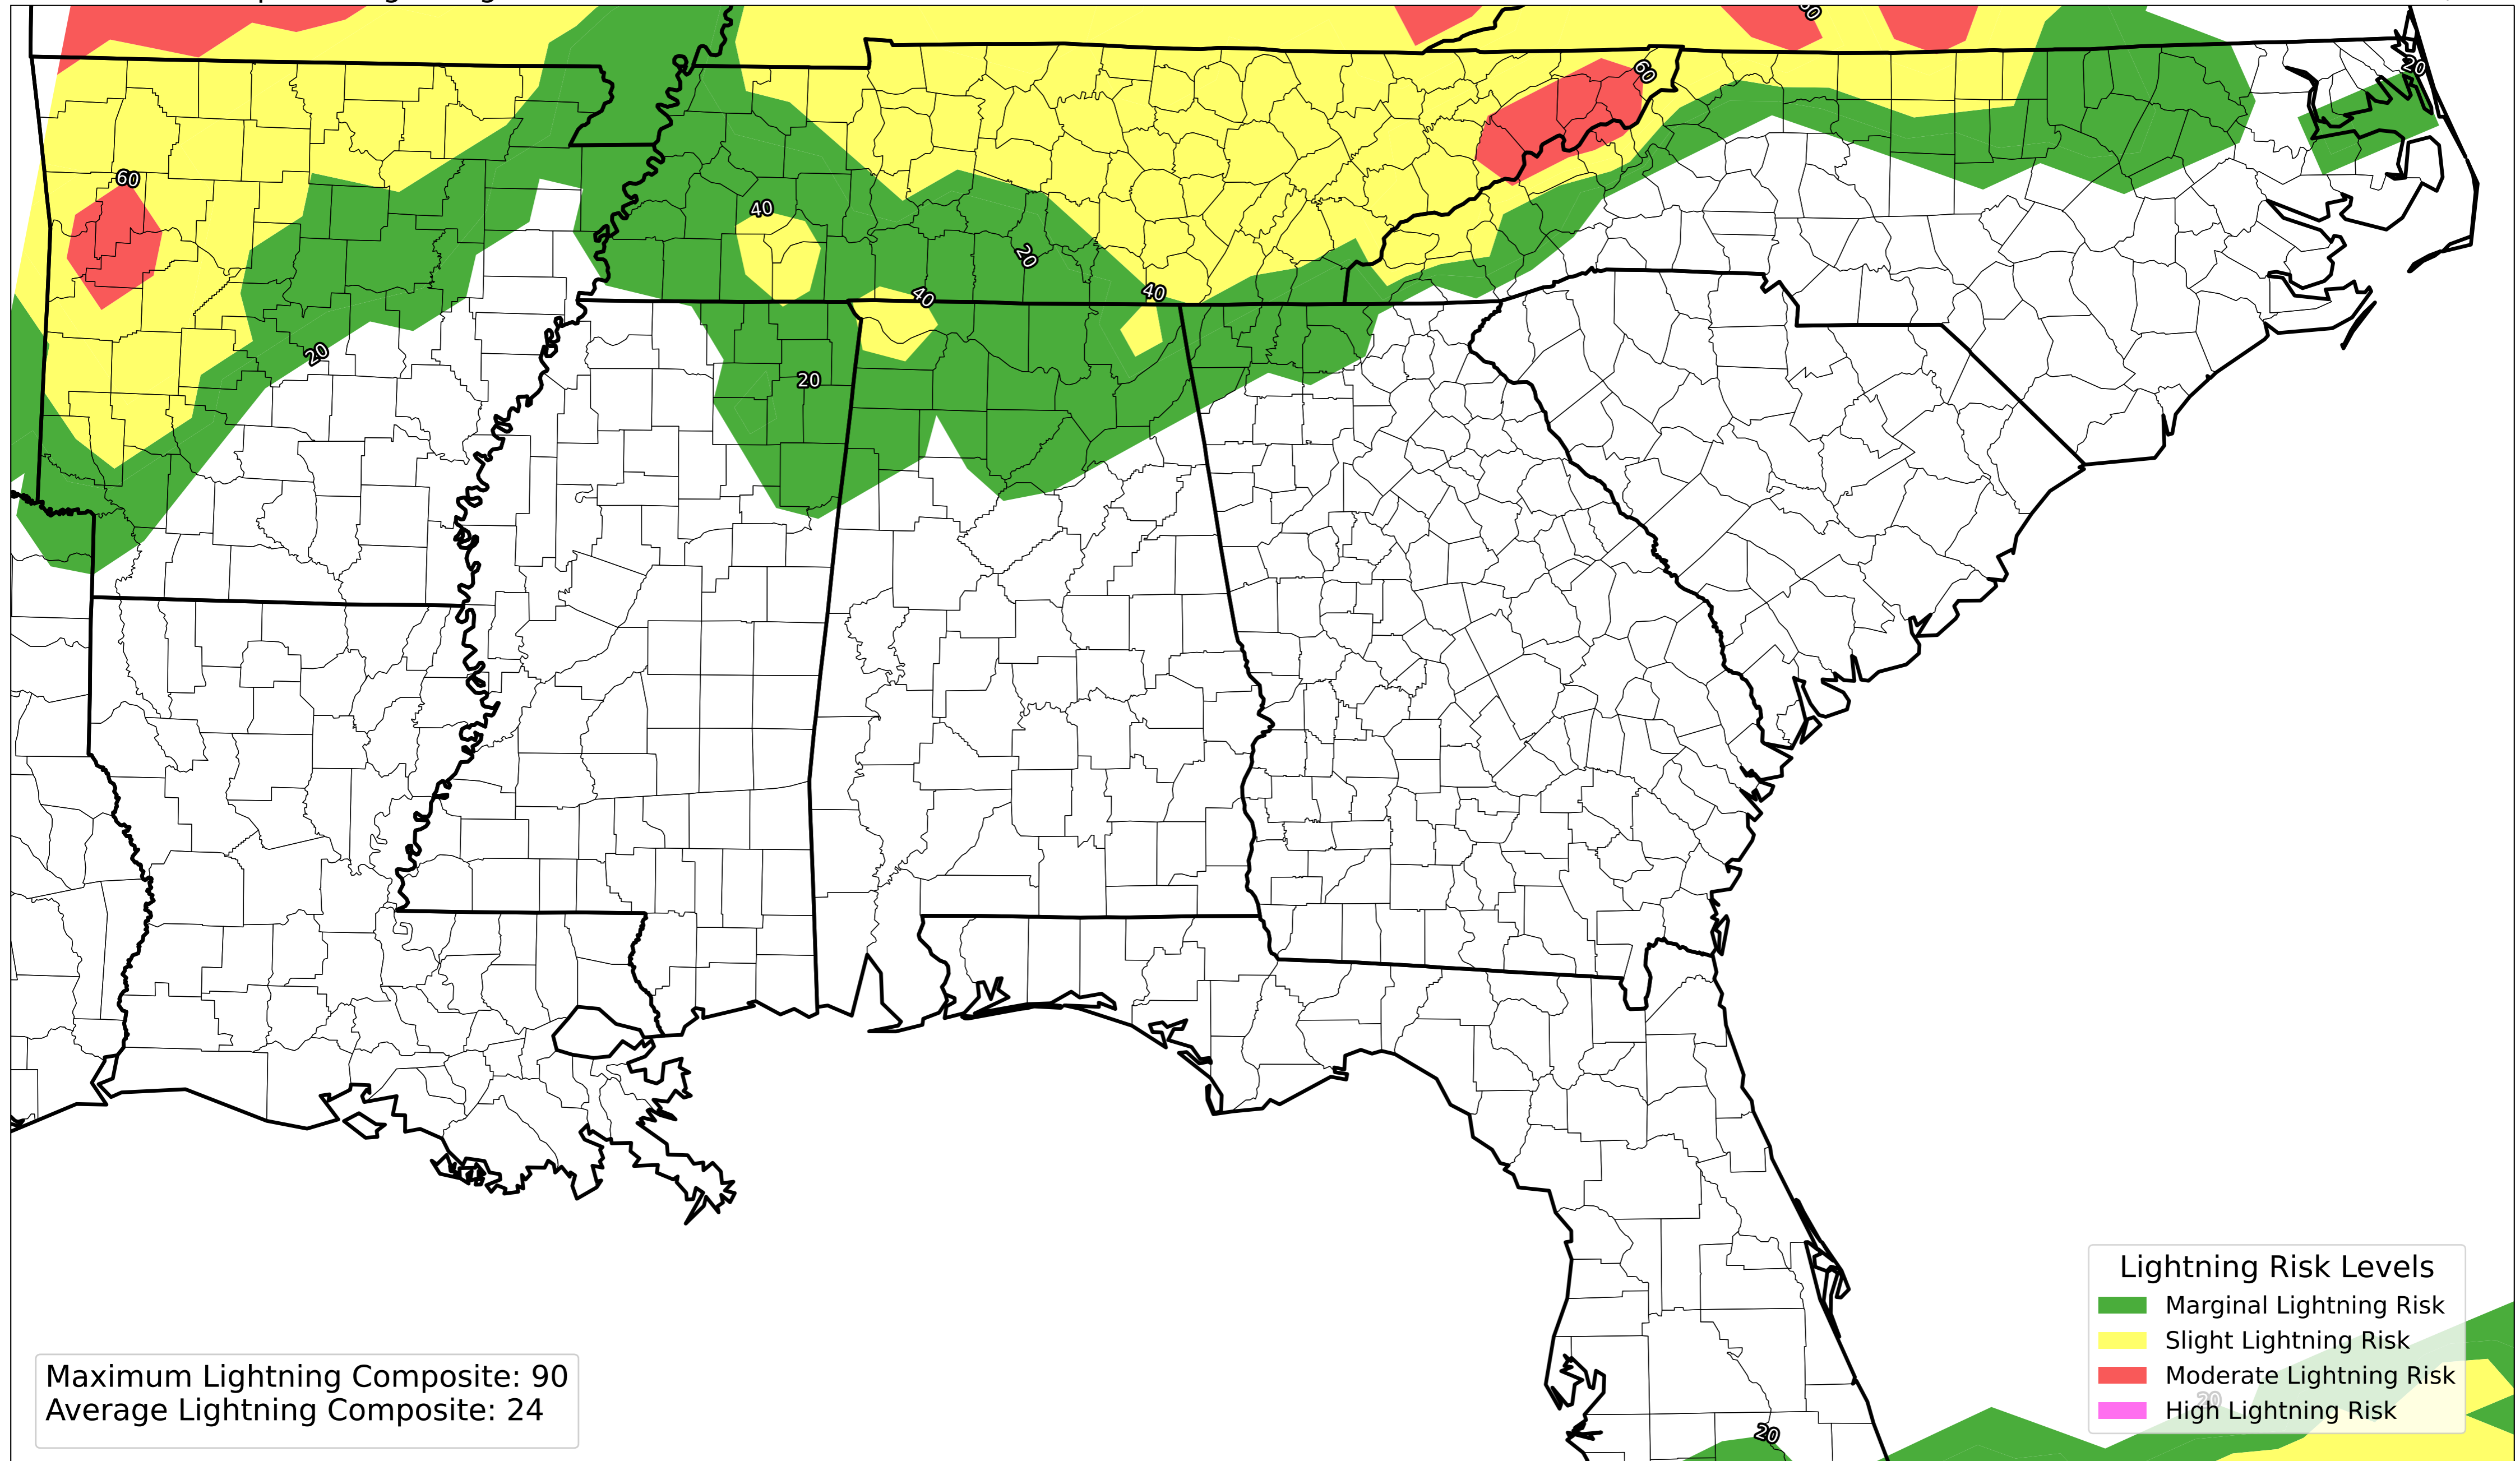 60
20
60
40
20
40
40
20
20
20
Lightning Risk Levels
Marginal Lightning Risk
Slight Lightning Risk
Moderate Lightning Risk
High Lightning Risk
Maximum Lightning Composite: 90
Average Lightning Composite: 24
20